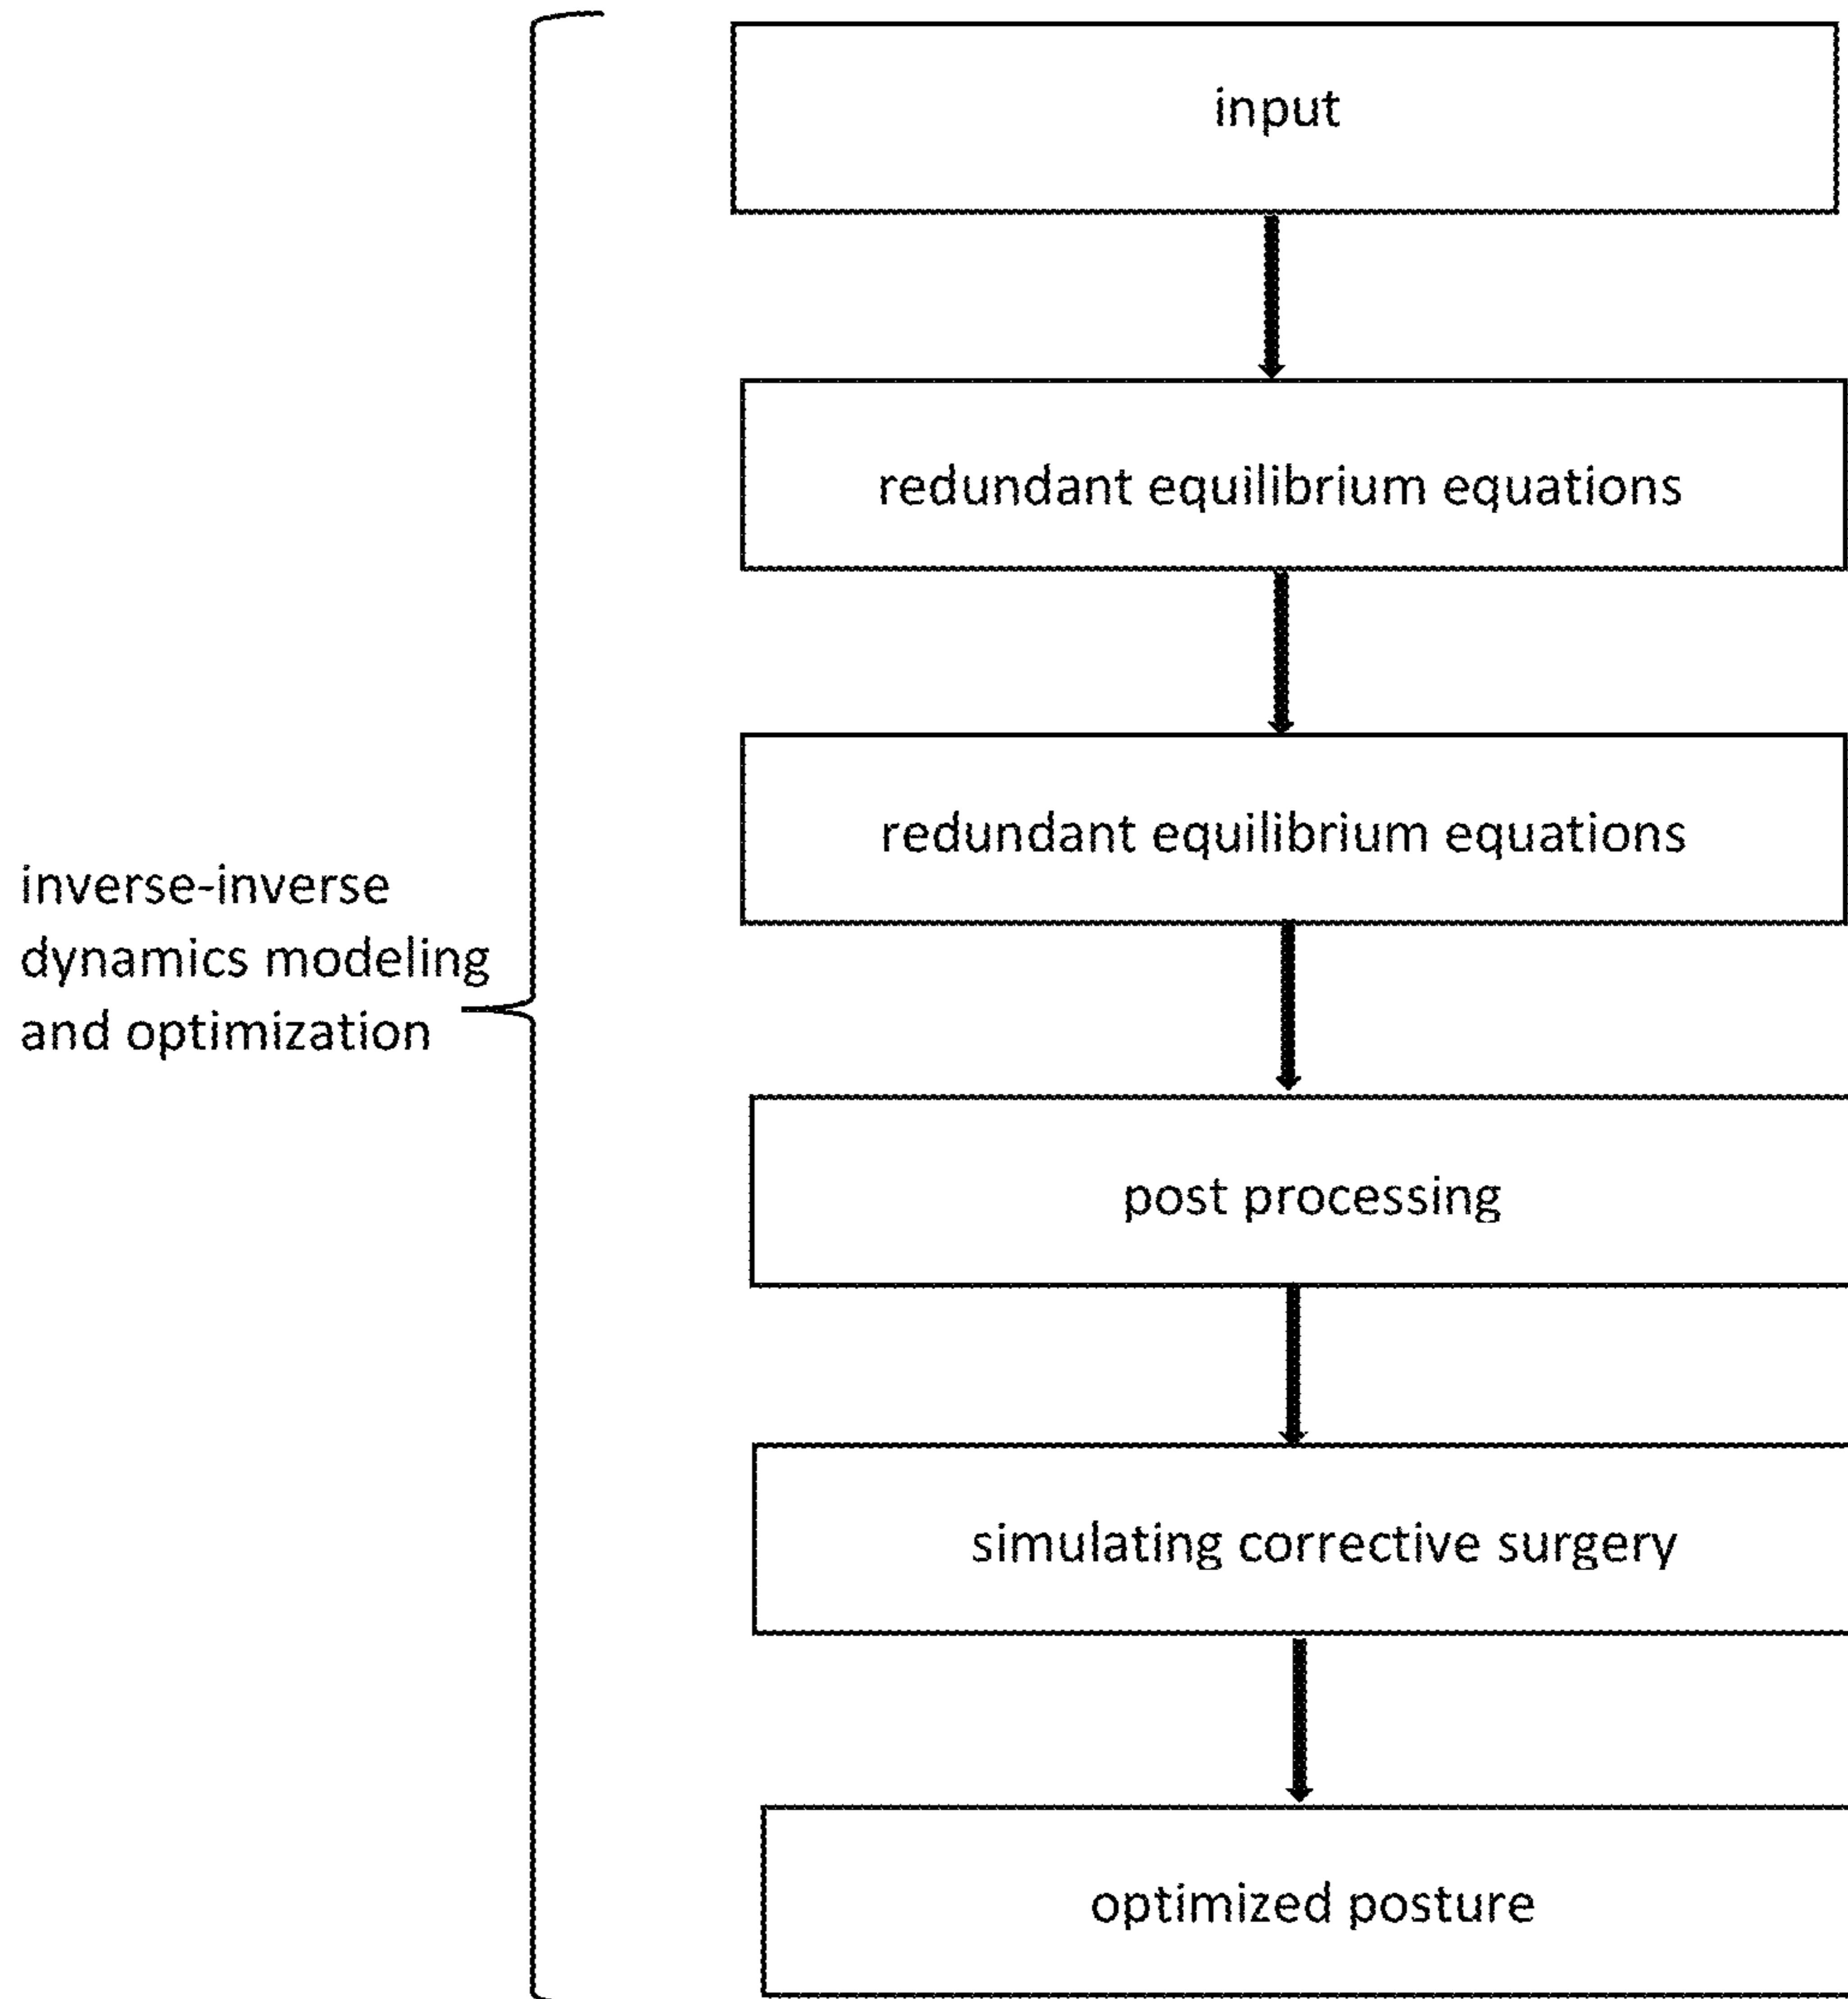 input
redundant equilibrium equations
redundant equilibrium equations
inverse-inverse
dynamics modeling
and optimization
post processing
simulating corrective surgery
optimized posture